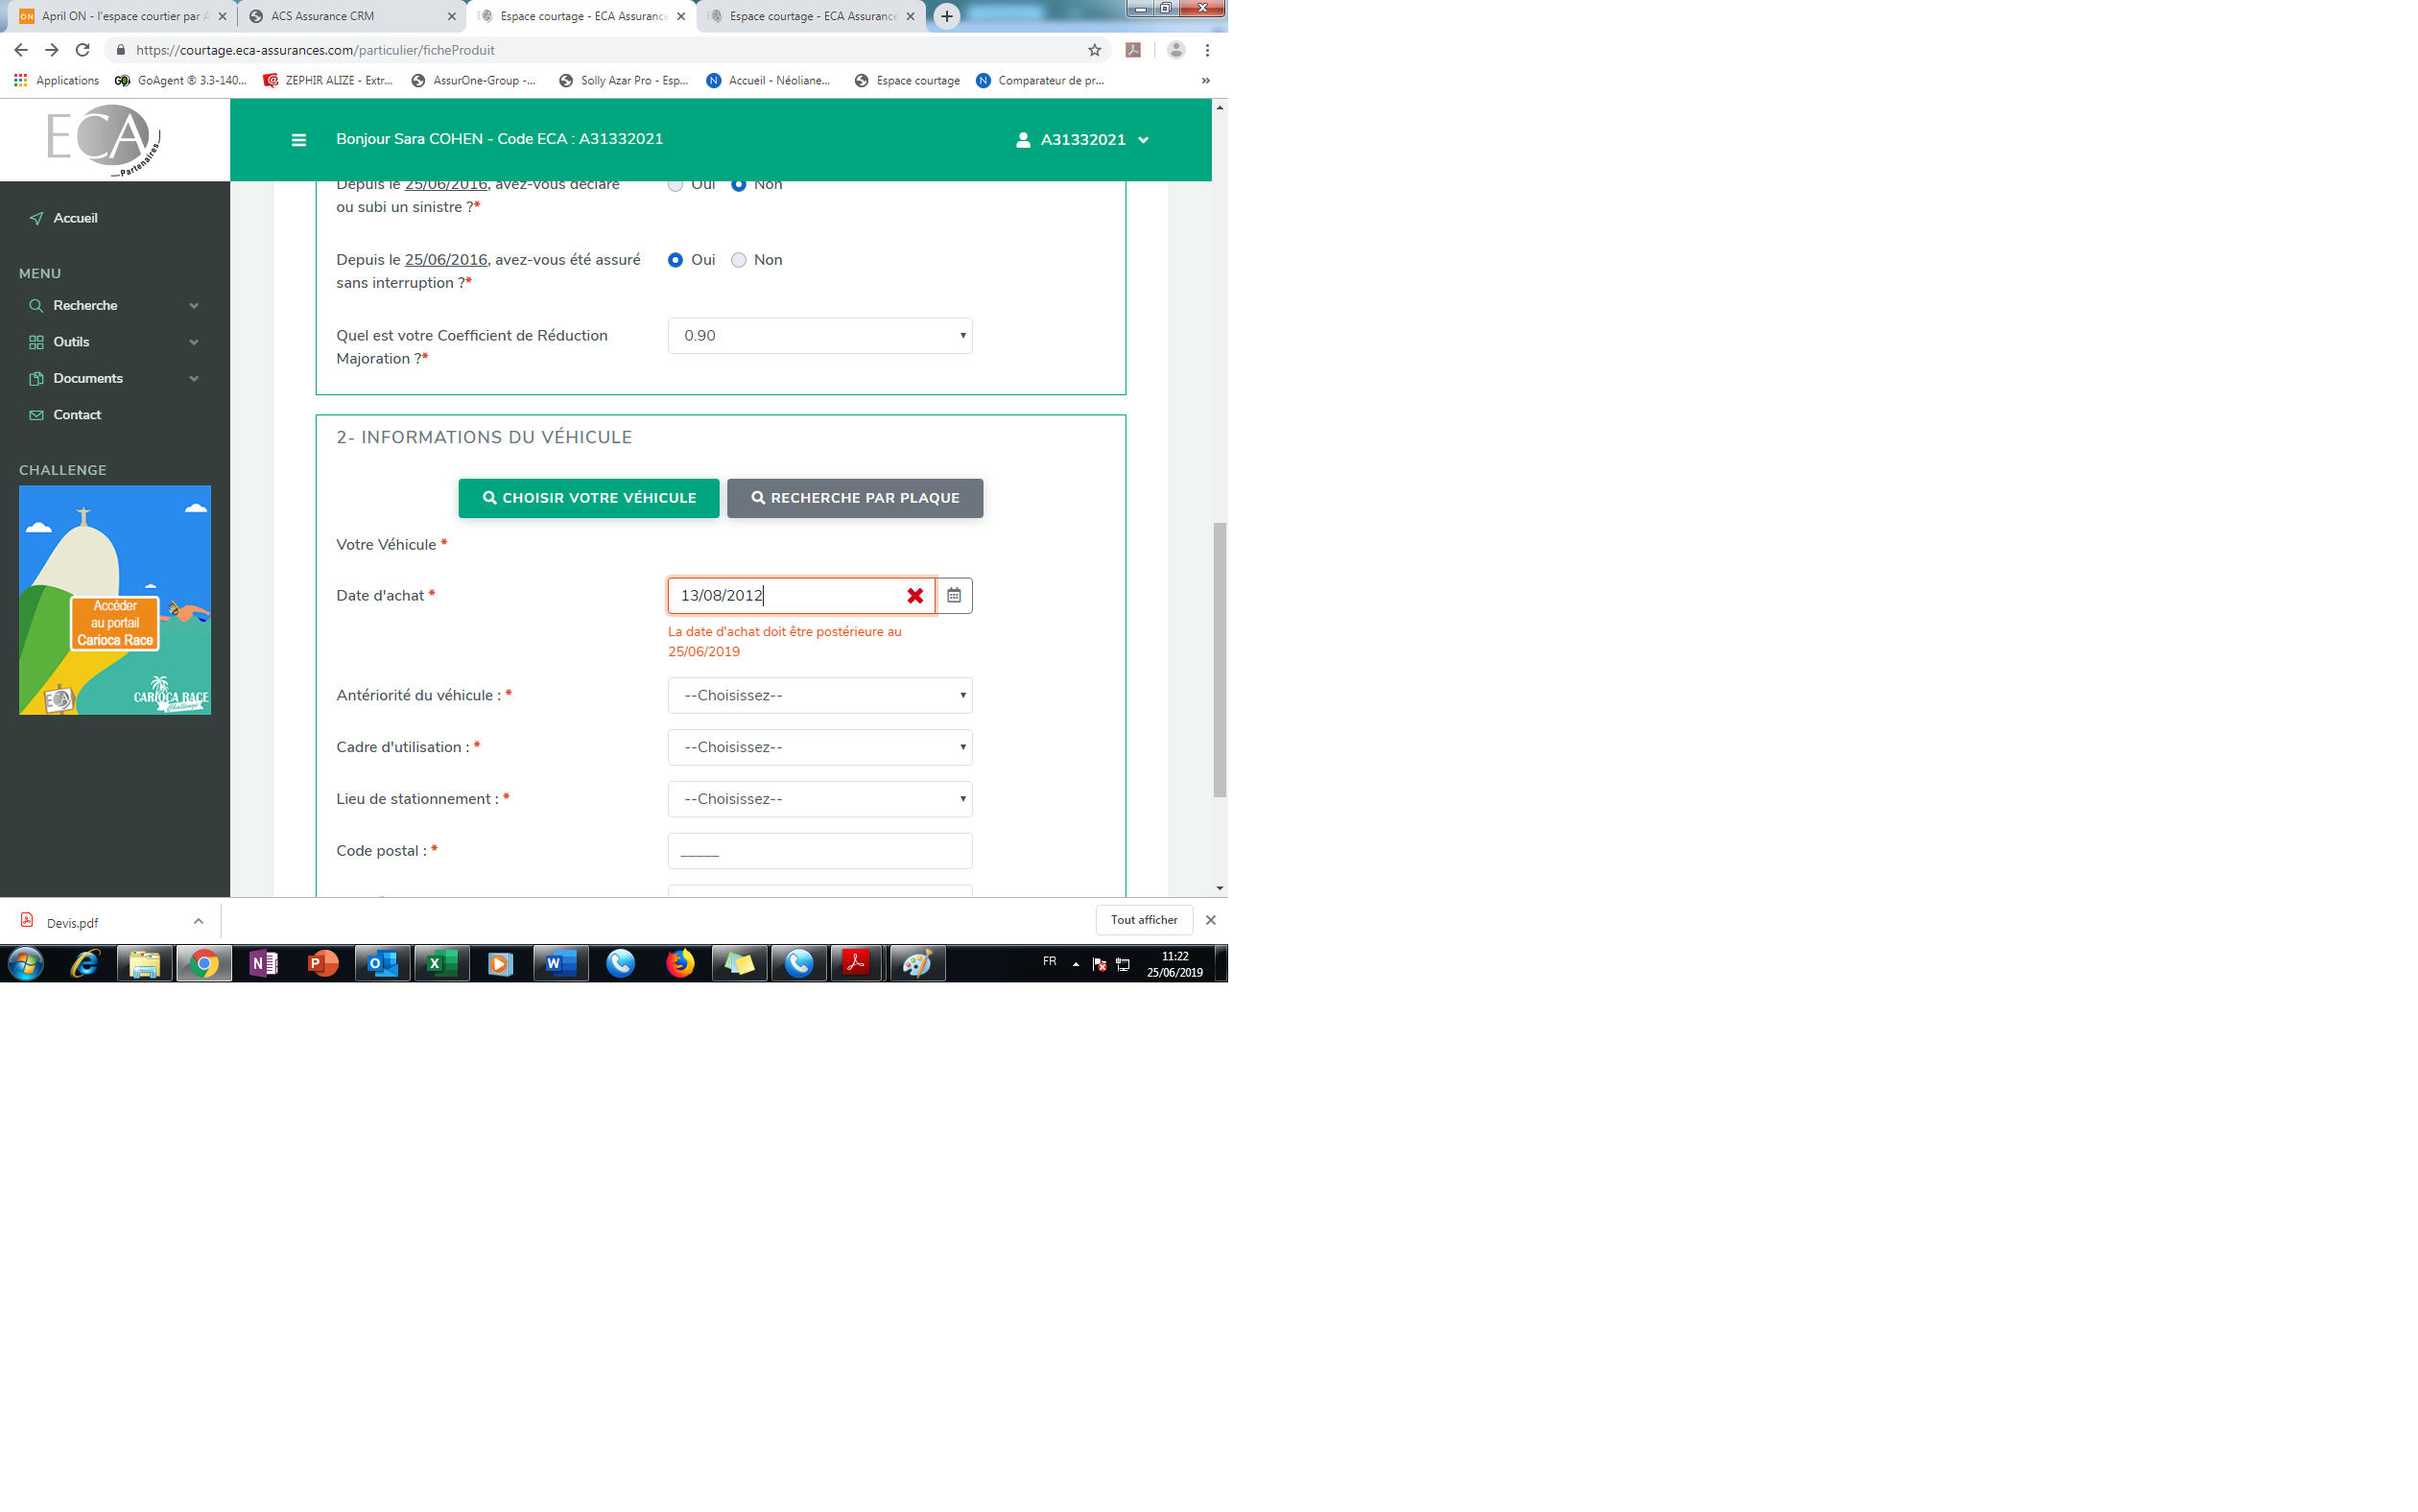 April ON - l'espace courtier par A
ACS Assurance CRM
Espace courtage - ECA Assurance
Espace courtage - ECA Assurance
https://courtage.eca-assurances.com/particulier/ficheProduit
Applications
GoAgent ® 3.3-140...
ZEPHIR ALIZE - Extr...
AssurOne-Group -...
Solly Azar Pro - Esp...
Accueil - Néoliane...
Espace courtage
Comparateur de pr...
»
ECA
Partenaires
Bonjour Sara COHEN - Code ECA : A31332021
A31332021
Accueil
MENU
Recherche
Outils
Documents
Contact
CHALLENGE
Accéder
au portail
Carioca Race
ECA
CARIOCA RACE
Challenge
Depuis le 25/06/2016, avez-vous déclaré
ou subi un sinistre ?*
Oui Non
Depuis le 25/06/2016, avez-vous été assuré
sans interruption ?*
Oui Non
Quel est votre Coefficient de Réduction
Majoration ?*
0.90
2- INFORMATIONS DU VÉHICULE
CHOISIR VOTRE VÉHICULE
RECHERCHE PAR PLAQUE
Votre Véhicule *
Date d'achat *
13/08/2012
La date d'achat doit être postérieure au
25/06/2019
Antériorité du véhicule : *
--Choisissez--
Cadre d'utilisation : *
--Choisissez--
Lieu de stationnement : *
--Choisissez--
Code postal : *
_____
Devis.pdf
Tout afficher
FR
11:22
25/06/2019